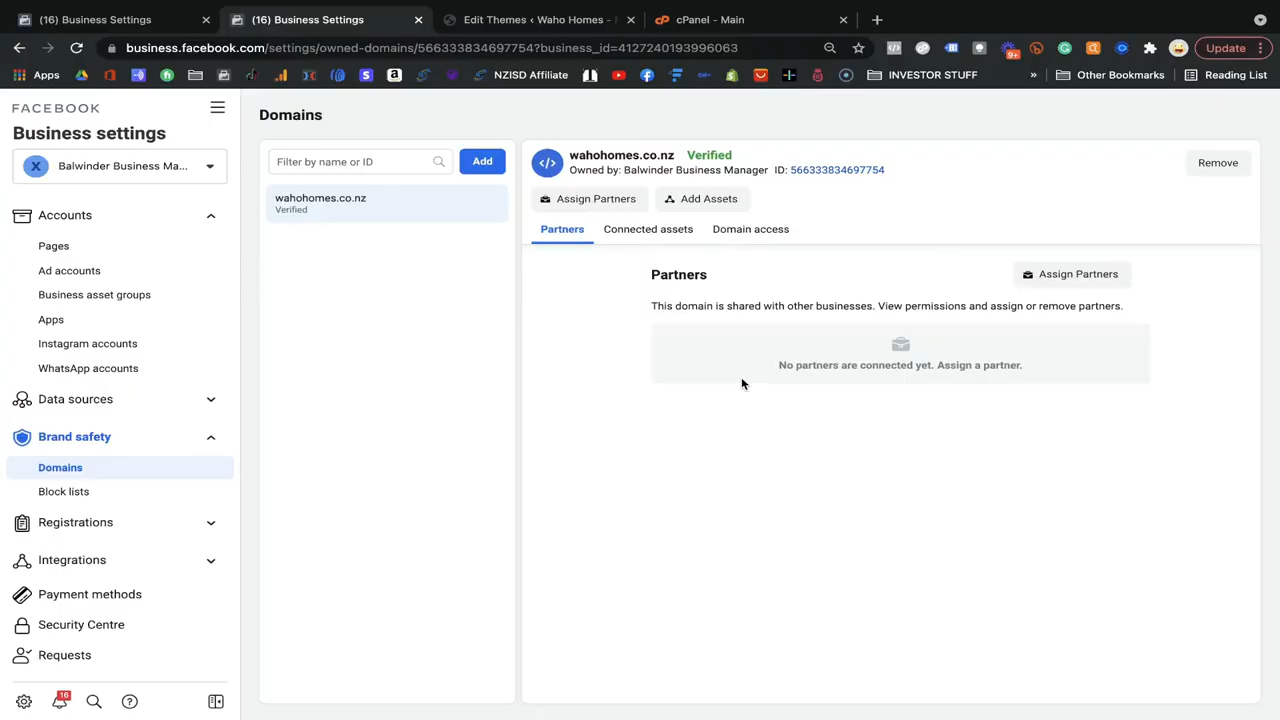 (16) Business Settings
(16) Business Settings
Edit Themes ‹ Waho Homes -
cPanel - Main
business.facebook.com/settings/owned-domains/566333834697754?business_id=4127240193996063
Update
Apps
NZISD Affiliate
INVESTOR STUFF
»
Other Bookmarks
Reading List
FACEBOOK
Business settings
X Balwinder Business Ma...
Accounts
Pages
Ad accounts
Business asset groups
Apps
Instagram accounts
WhatsApp accounts
Data sources
Brand safety
Domains
Block lists
Registrations
Integrations
Payment methods
Security Centre
Requests
16
Domains
Filter by name or ID
Add
wahohomes.co.nz
Verified
wahohomes.co.nz Verified
Owned by: Balwinder Business Manager ID: 566333834697754
Remove
Assign Partners
Add Assets
Partners
Connected assets
Domain access
Partners
Assign Partners
This domain is shared with other businesses. View permissions and assign or remove partners.
No partners are connected yet. Assign a partner.